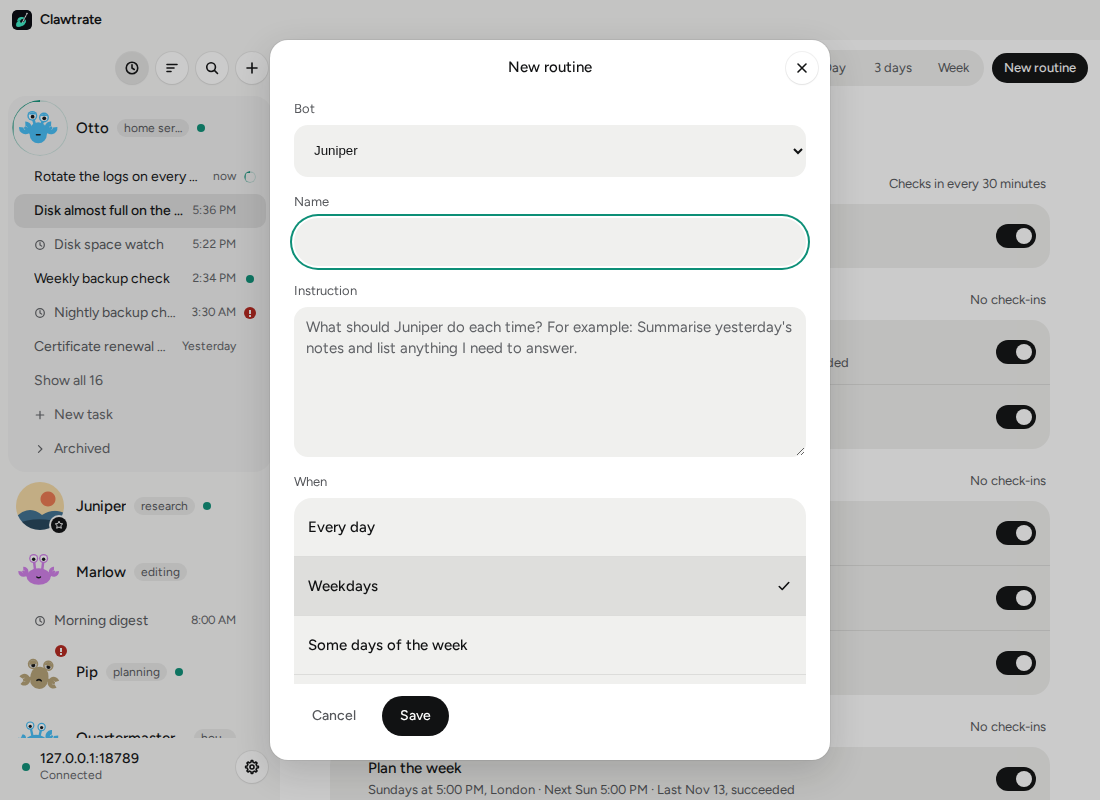 Clawtrate
Day
3 days
Week
New routine
Otto
home ser...
Rotate the logs on every ...
now
Disk almost full on the ...
5:36 PM
Disk space watch
5:22 PM
Weekly backup check
2:34 PM
Nightly backup ch...
3:30 AM
Certificate renewal ...
Yesterday
Show all 16
New task
Archived
Juniper
research
Marlow
editing
Morning digest
8:00 AM
Pip
planning
Quartermaster
127.0.0.1:18789
Connected
New routine
Bot
Juniper
Name
Instruction
What should Juniper do each time? For example: Summarise yesterday's
notes and list anything I need to answer.
When
Every day
Weekdays
Some days of the week
Cancel
Save
Checks in every 30 minutes
No check-ins
No check-ins
No check-ins
Plan the week
Sundays at 5:00 PM, London · Next Sun 5:00 PM · Last Nov 13, succeeded